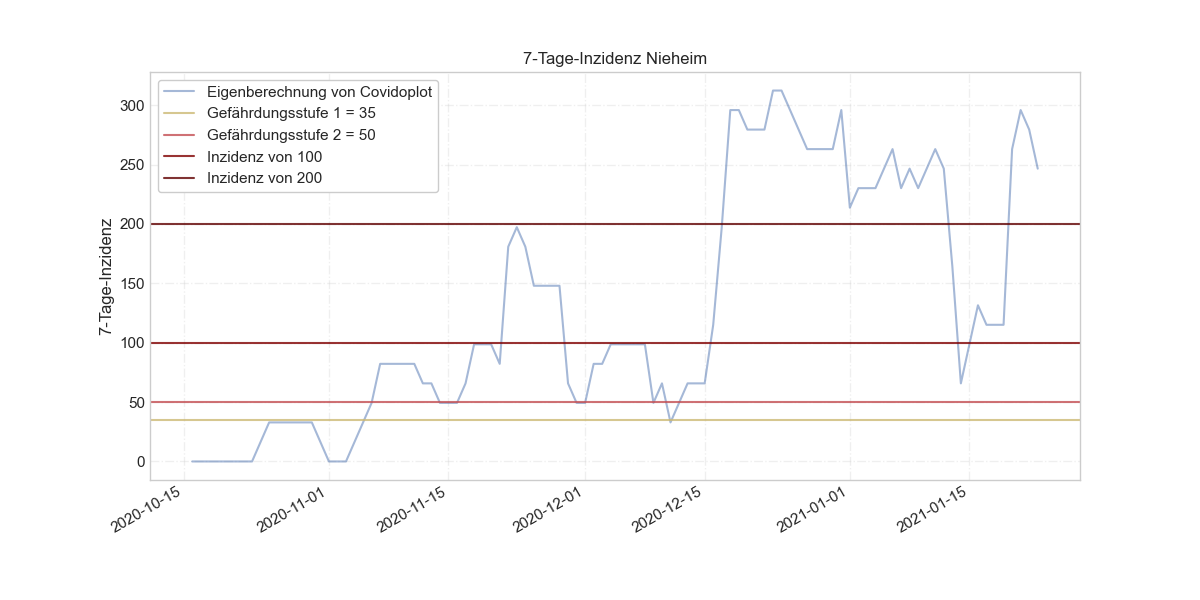 7-Tage-Inzidenz Nieheim
Eigenberechnung von Covidoplot
Gefährdungsstufe 1 = 35
Gefährdungsstufe 2 = 50
Inzidenz von 100
Inzidenz von 200
7-Tage-Inzidenz
300
250
200
150
100
50
0
2020-10-15
2020-11-01
2020-11-15
2020-12-01
2020-12-15
2021-01-01
2021-01-15